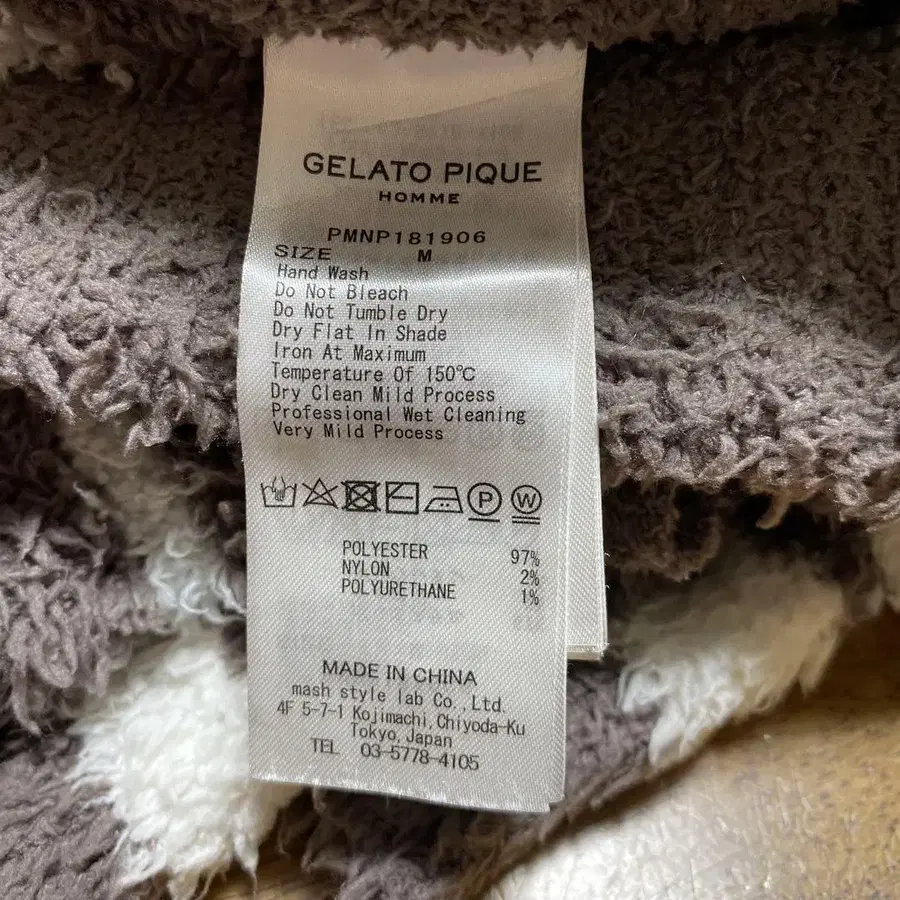 GELATO PIQUE
HOMME
PMNP181906
SIZE M
Hand Wash
Do Not Bleach
Do Not Tumble Dry
Dry Flat In Shade
Iron At Maximum
Temperature Of 150℃
Dry Clean Mild Process
Professional Wet Cleaning
Very Mild Process
P W
POLYESTER 97%
NYLON 2%
POLYURETHANE 1%
MADE IN CHINA
mash style lab Co.,Ltd.
4F 5-7-1 Kojimachi,Chiyoda-Ku
Tokyo,Japan
TEL 03-5778-4105